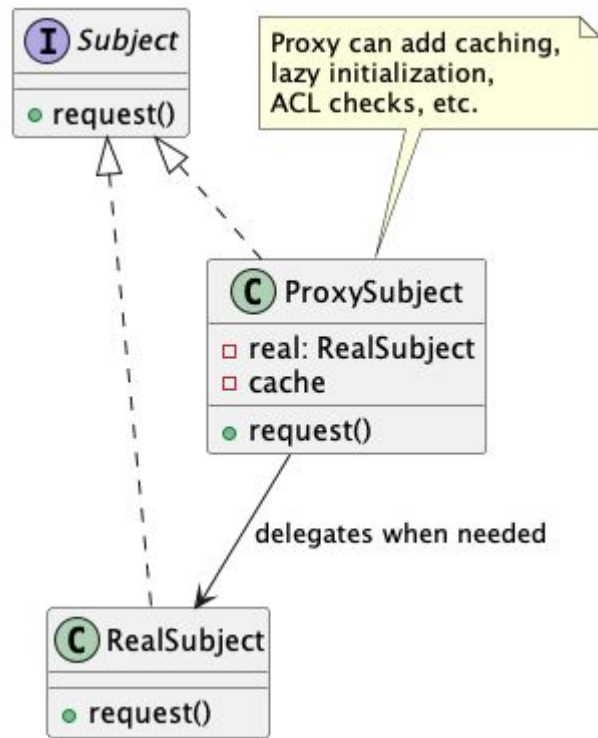 I Subject
request()
Proxy can add caching,
lazy initialization,
ACL checks, etc.
C ProxySubject
real: RealSubject
cache
request()
delegates when needed
C RealSubject
request()